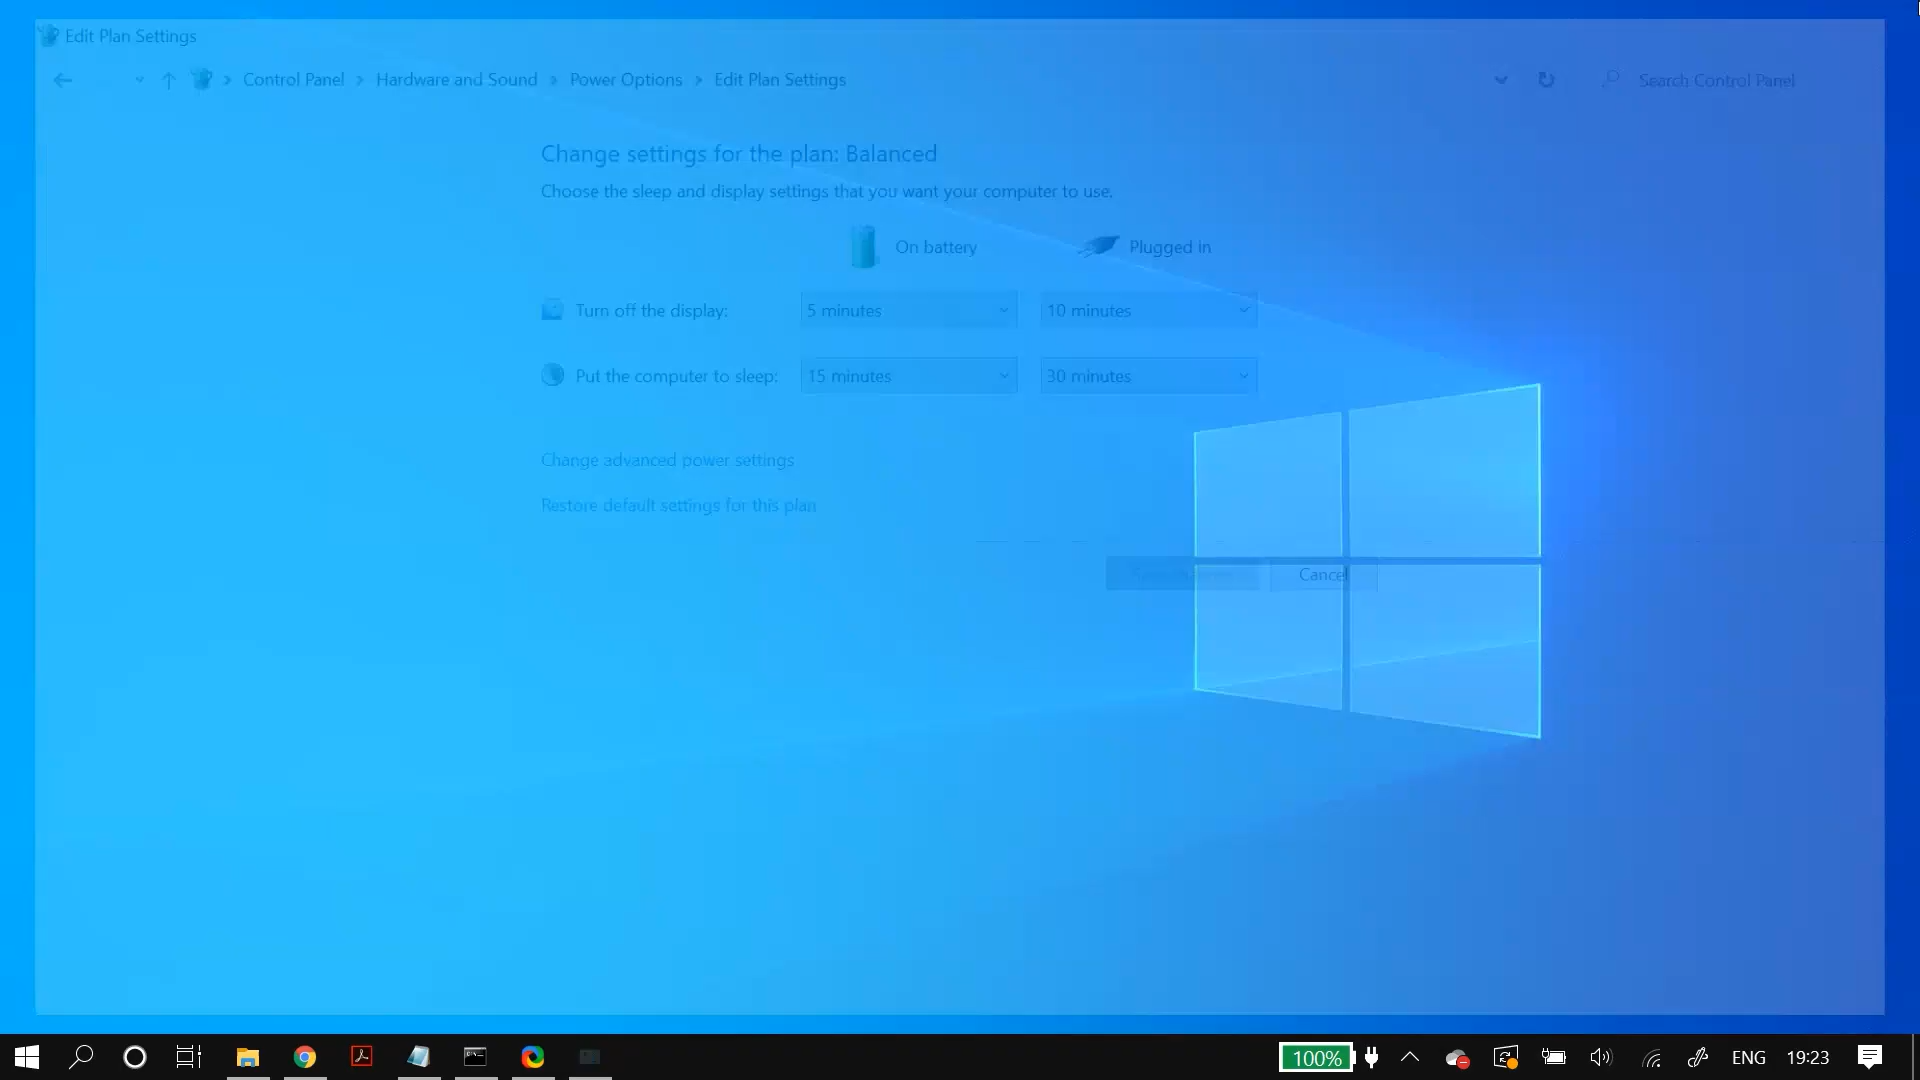 Edit Plan Settings
Control Panel > Hardware and Sound > Power Options > Edit Plan Settings
Search Control Panel
Change settings for the plan: Balanced
Choose the sleep and display settings that you want your computer to use.
On battery
Plugged in
Turn off the display:
5 minutes
10 minutes
Put the computer to sleep:
15 minutes
30 minutes
Change advanced power settings
Restore default settings for this plan
Cancel
100%
ENG
19:23